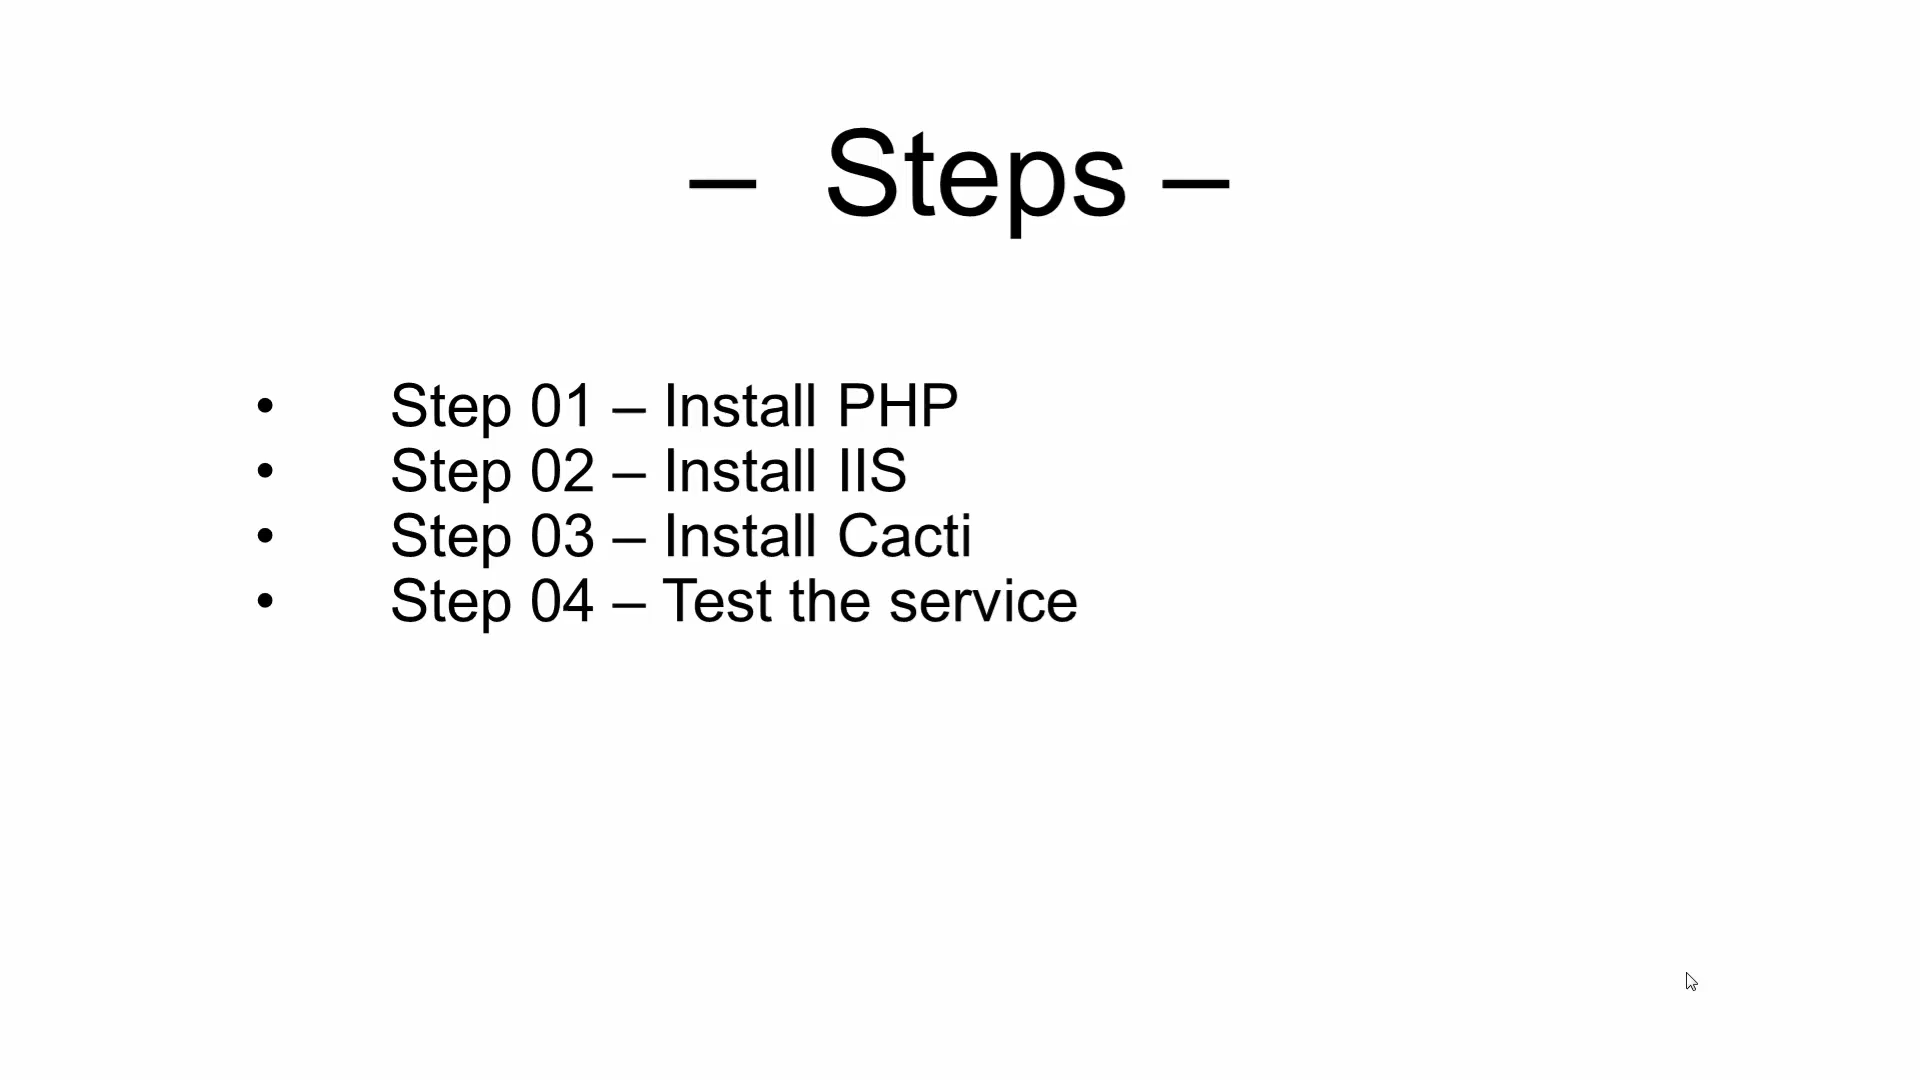 – Steps –
• Step 01 – Install PHP
• Step 02 – Install IIS
• Step 03 – Install Cacti
• Step 04 – Test the service